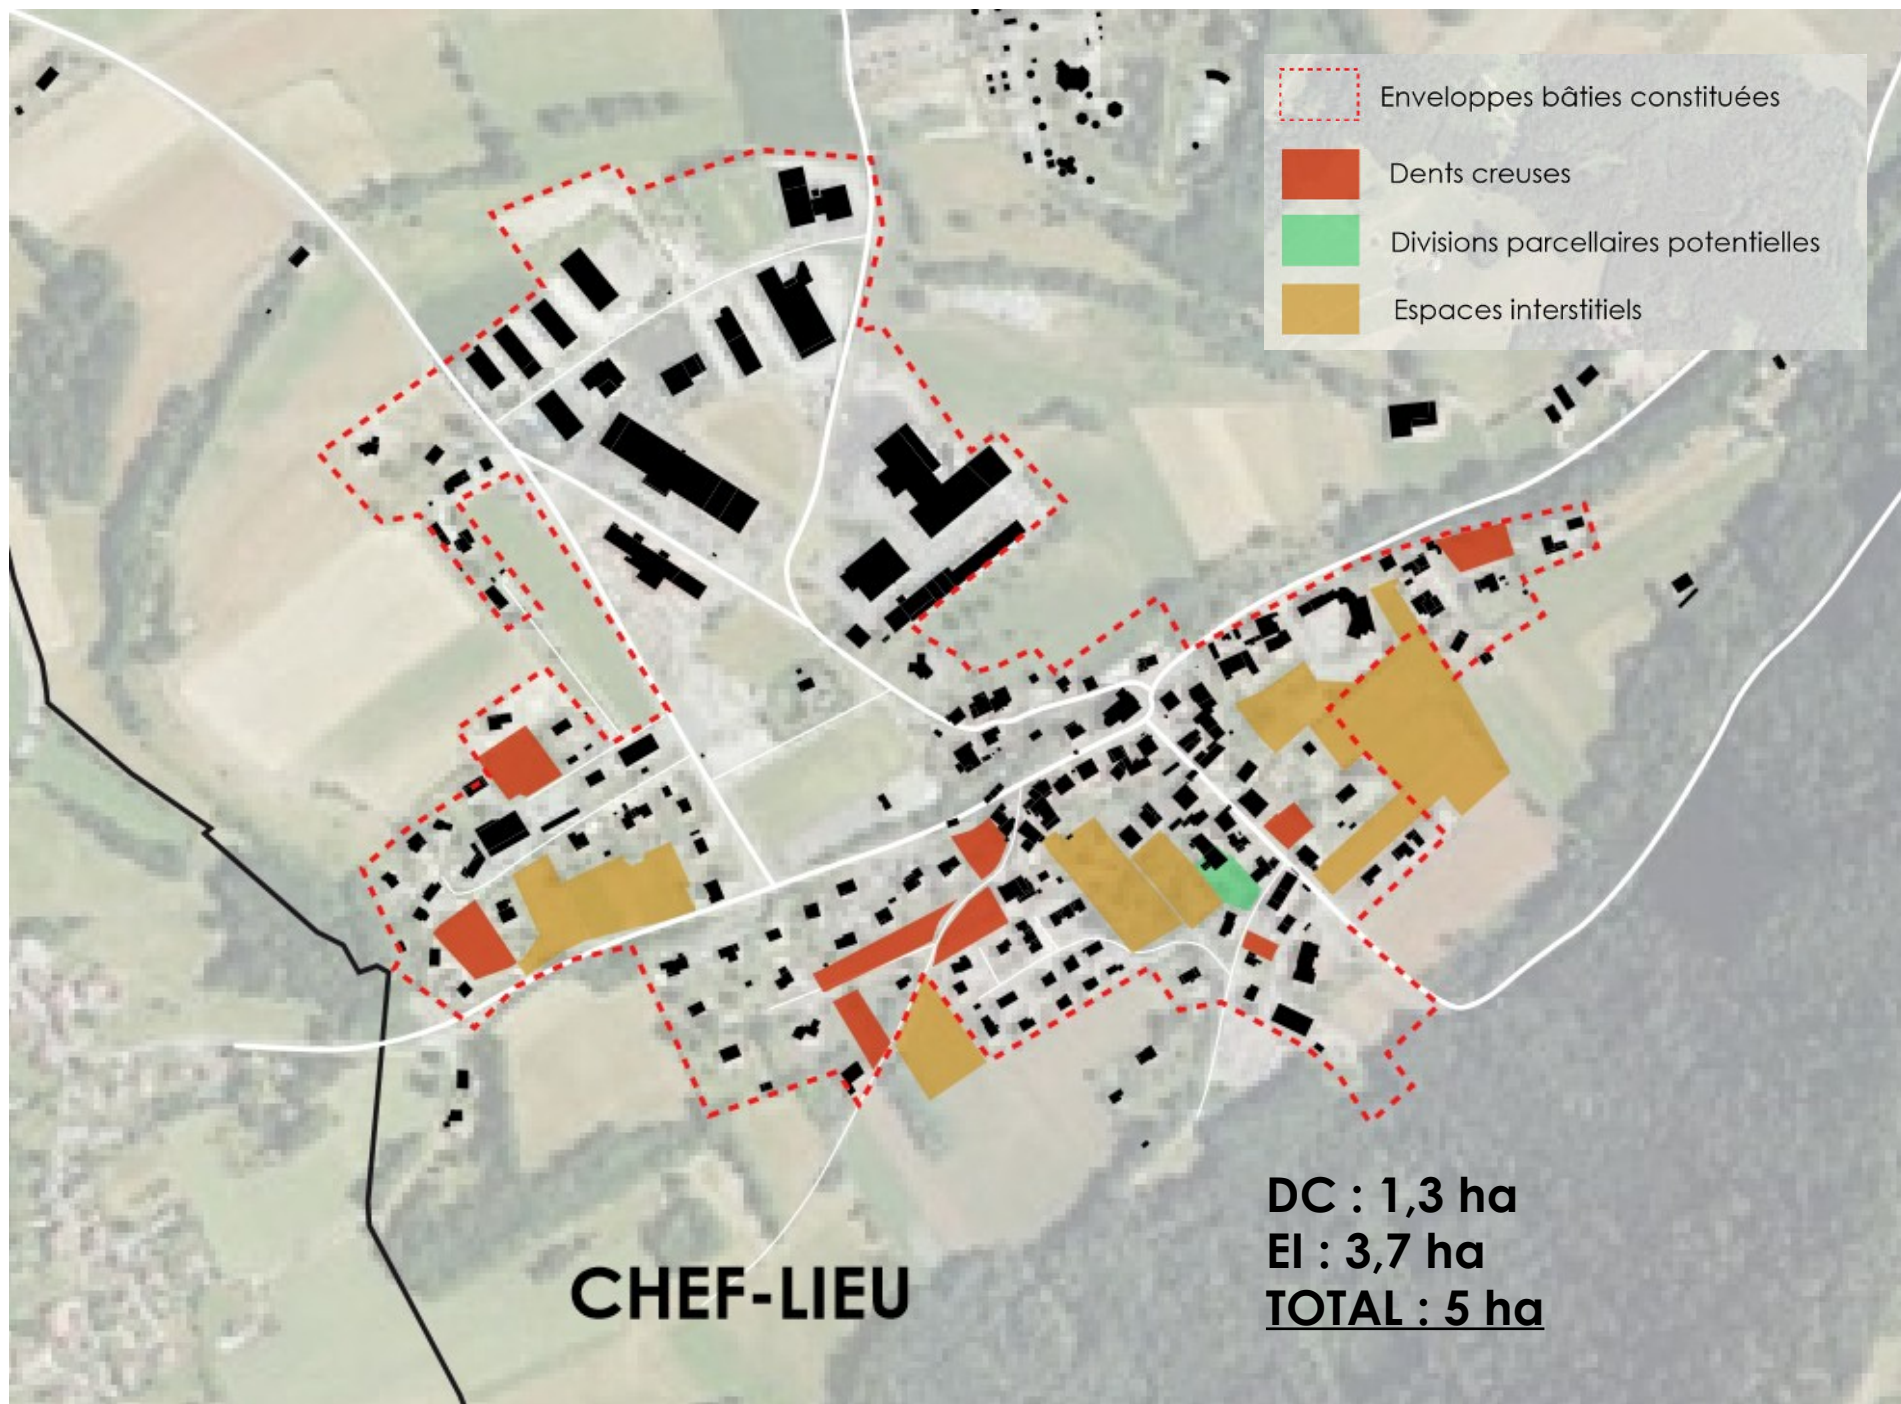 Enveloppes bâties constituées
Dents creuses
Divisions parcellaires potentielles
Espaces interstitiels
DC : 1,3 ha
EI : 3,7 ha
TOTAL : 5 ha
CHEF-LIEU